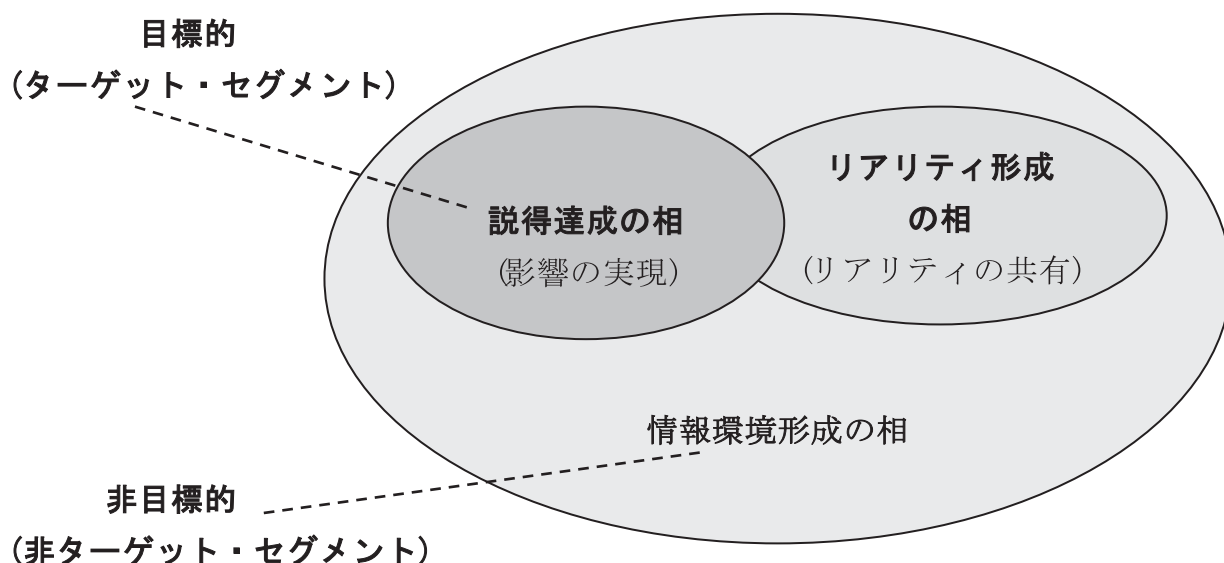 目標的
（ターゲット・セグメント）
説得達成の相
（影響の実現）
リアリティ形成
の相
（リアリティの共有）
情報環境形成の相
非目標的
（非ターゲット・セグメント）